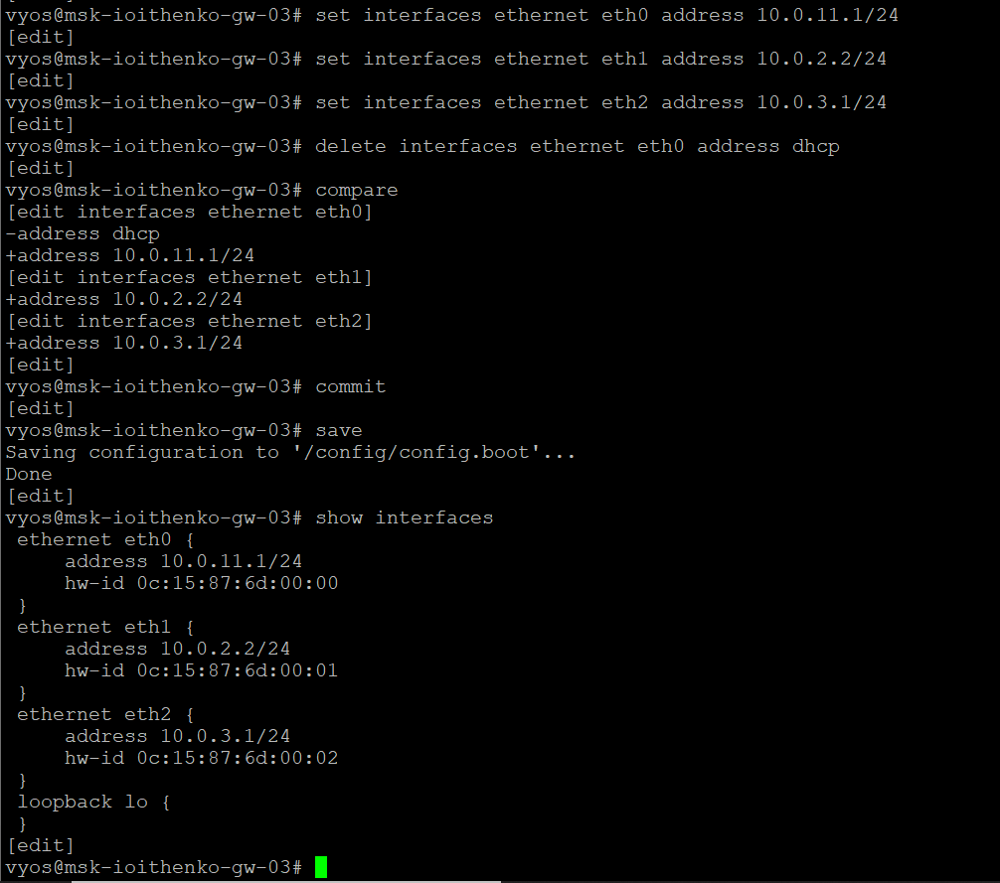 vyos@msk-ioithenko-gw-03# set interfaces ethernet eth0 address 10.0.11.1/24
[edit]
vyos@msk-ioithenko-gw-03# set interfaces ethernet eth1 address 10.0.2.2/24
[edit]
vyos@msk-ioithenko-gw-03# set interfaces ethernet eth2 address 10.0.3.1/24
[edit]
vyos@msk-ioithenko-gw-03# delete interfaces ethernet eth0 address dhcp
[edit]
vyos@msk-ioithenko-gw-03# compare
[edit interfaces ethernet eth0]
-address dhcp
+address 10.0.11.1/24
[edit interfaces ethernet eth1]
+address 10.0.2.2/24
[edit interfaces ethernet eth2]
+address 10.0.3.1/24
[edit]
vyos@msk-ioithenko-gw-03# commit
[edit]
vyos@msk-ioithenko-gw-03# save
Saving configuration to '/config/config.boot'...
Done
[edit]
vyos@msk-ioithenko-gw-03# show interfaces
 ethernet eth0 {
     address 10.0.11.1/24
     hw-id 0c:15:87:6d:00:00
 }
 ethernet eth1 {
     address 10.0.2.2/24
     hw-id 0c:15:87:6d:00:01
 }
 ethernet eth2 {
     address 10.0.3.1/24
     hw-id 0c:15:87:6d:00:02
 }
 loopback lo {
 }
[edit]
vyos@msk-ioithenko-gw-03#